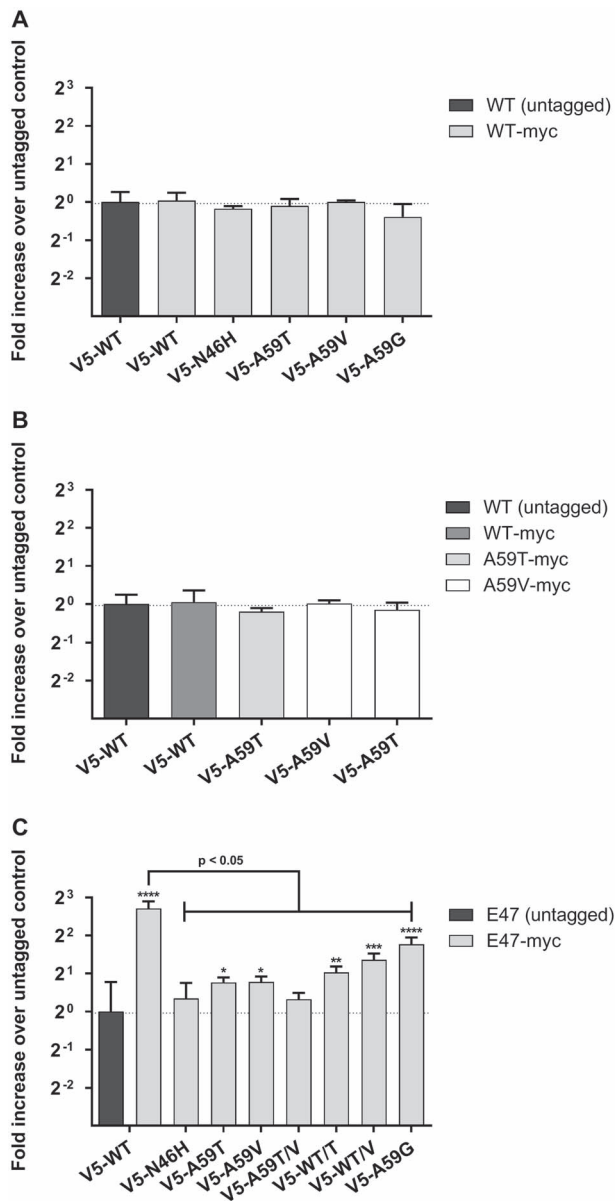 A
Fold increase over untagged control
2³
2²
2¹
2⁰
2⁻¹
2⁻²
V5-WT
V5-WT
V5-N46H
V5-A59T
V5-A59V
V5-A59G
WT (untagged)
WT-myc
B
Fold increase over untagged control
2³
2²
2¹
2⁰
2⁻¹
2⁻²
V5-WT
V5-WT
V5-A59T
V5-A59V
V5-A59T
WT (untagged)
WT-myc
A59T-myc
A59V-myc
C
Fold increase over untagged control
2³
2²
2¹
2⁰
2⁻¹
2⁻²
p < 0.05
****
*
*
**
***
****
V5-WT
V5-N46H
V5-A59T
V5-A59V
V5-A59T/V
V5-WT/T
V5-WT/V
V5-A59G
E47 (untagged)
E47-myc